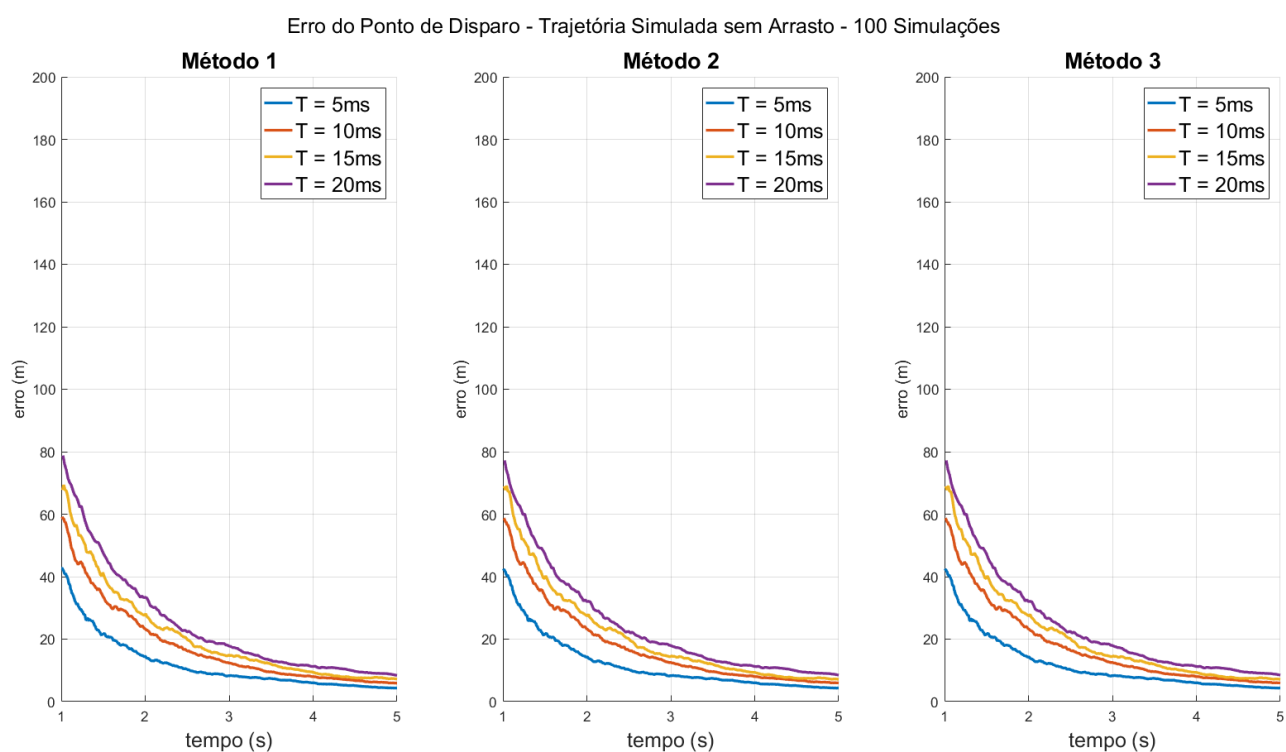 Erro do Ponto de Disparo - Trajetória Simulada sem Arrasto - 100 Simulações
Método 1
200
180
160
140
120
100
80
60
40
20
0
erro (m)
T = 5ms
T = 10ms
T = 15ms
T = 20ms
1 2 3 4 5
tempo (s)
Método 2
200
180
160
140
120
100
80
60
40
20
0
erro (m)
T = 5ms
T = 10ms
T = 15ms
T = 20ms
1 2 3 4 5
tempo (s)
Método 3
200
180
160
140
120
100
80
60
40
20
0
erro (m)
T = 5ms
T = 10ms
T = 15ms
T = 20ms
1 2 3 4 5
tempo (s)